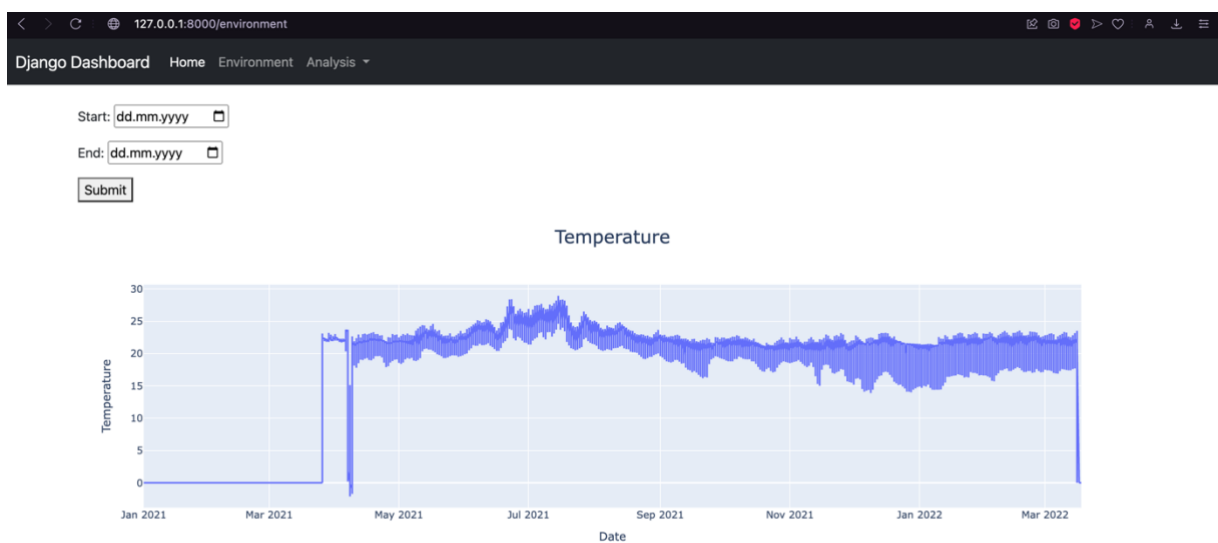 127.0.0.1:8000/environment
Django Dashboard Home Environment Analysis
Start: dd.mm.yyyy
End: dd.mm.yyyy
Submit
Temperature
30
25
20
15
10
5
0
Temperature
Jan 2021 Mar 2021 May 2021 Jul 2021 Sep 2021 Nov 2021 Jan 2022 Mar 2022
Date